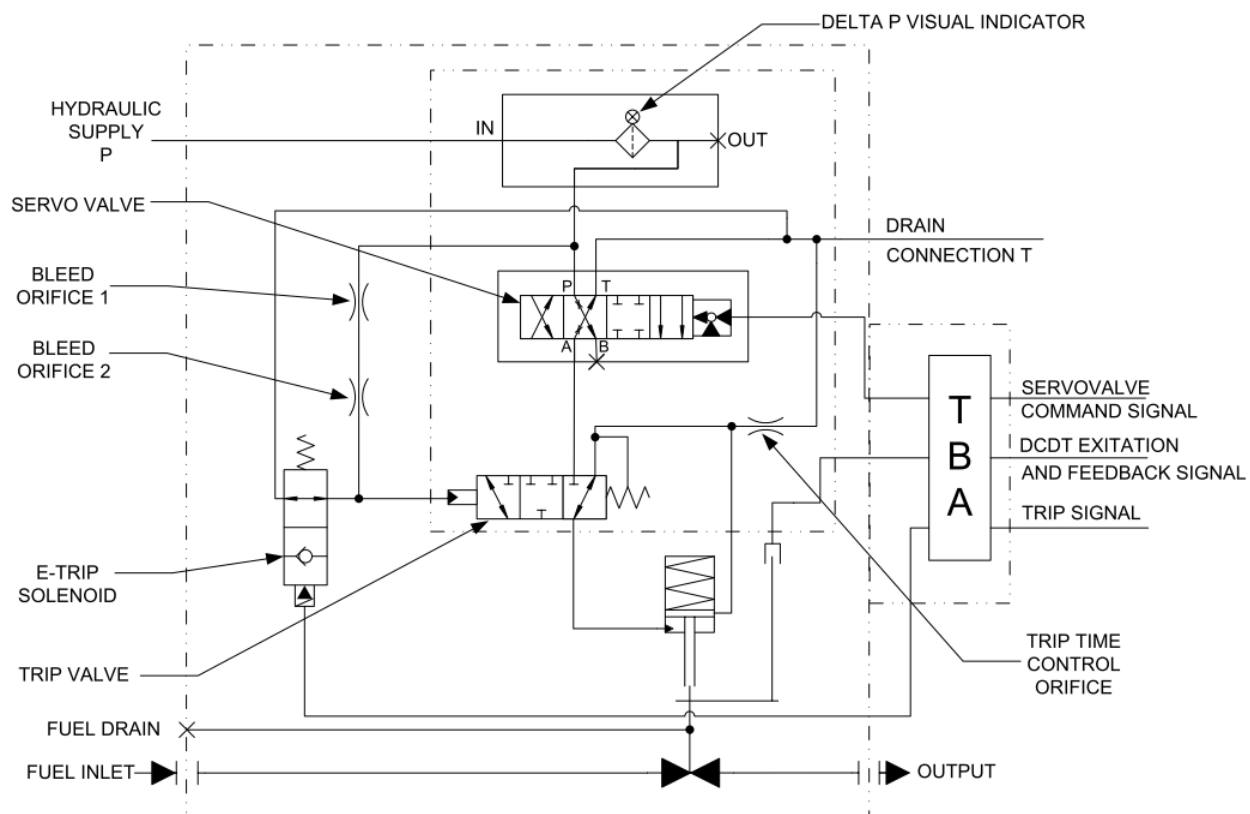 DELTA P VISUAL INDICATOR
HYDRAULIC
SUPPLY
P
IN
OUT
SERVO VALVE
DRAIN
CONNECTION T
BLEED
ORIFICE 1
P
T
A
B
BLEED
ORIFICE 2
T
B
A
SERVOVALVE
COMMAND SIGNAL
DCDT EXITATION
AND FEEDBACK SIGNAL
TRIP SIGNAL
E-TRIP
SOLENOID
TRIP VALVE
TRIP TIME
CONTROL
ORIFICE
FUEL DRAIN
FUEL INLET
OUTPUT